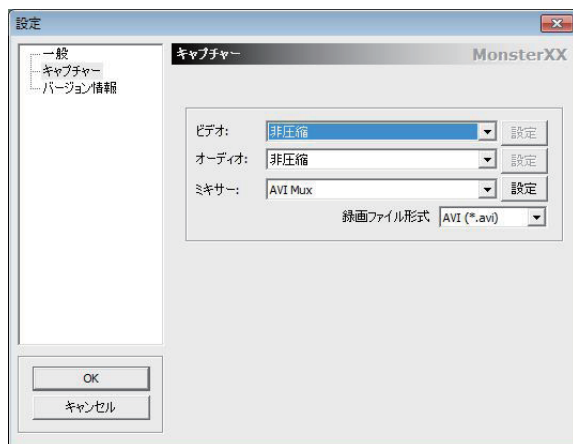 設定
一般
キャプチャー
バージョン情報
キャプチャー MonsterXX
ビデオ: 非圧縮 設定
オーディオ: 非圧縮 設定
ミキサー: AVI Mux 設定
録画ファイル形式 AVI (*.avi)
OK
キャンセル